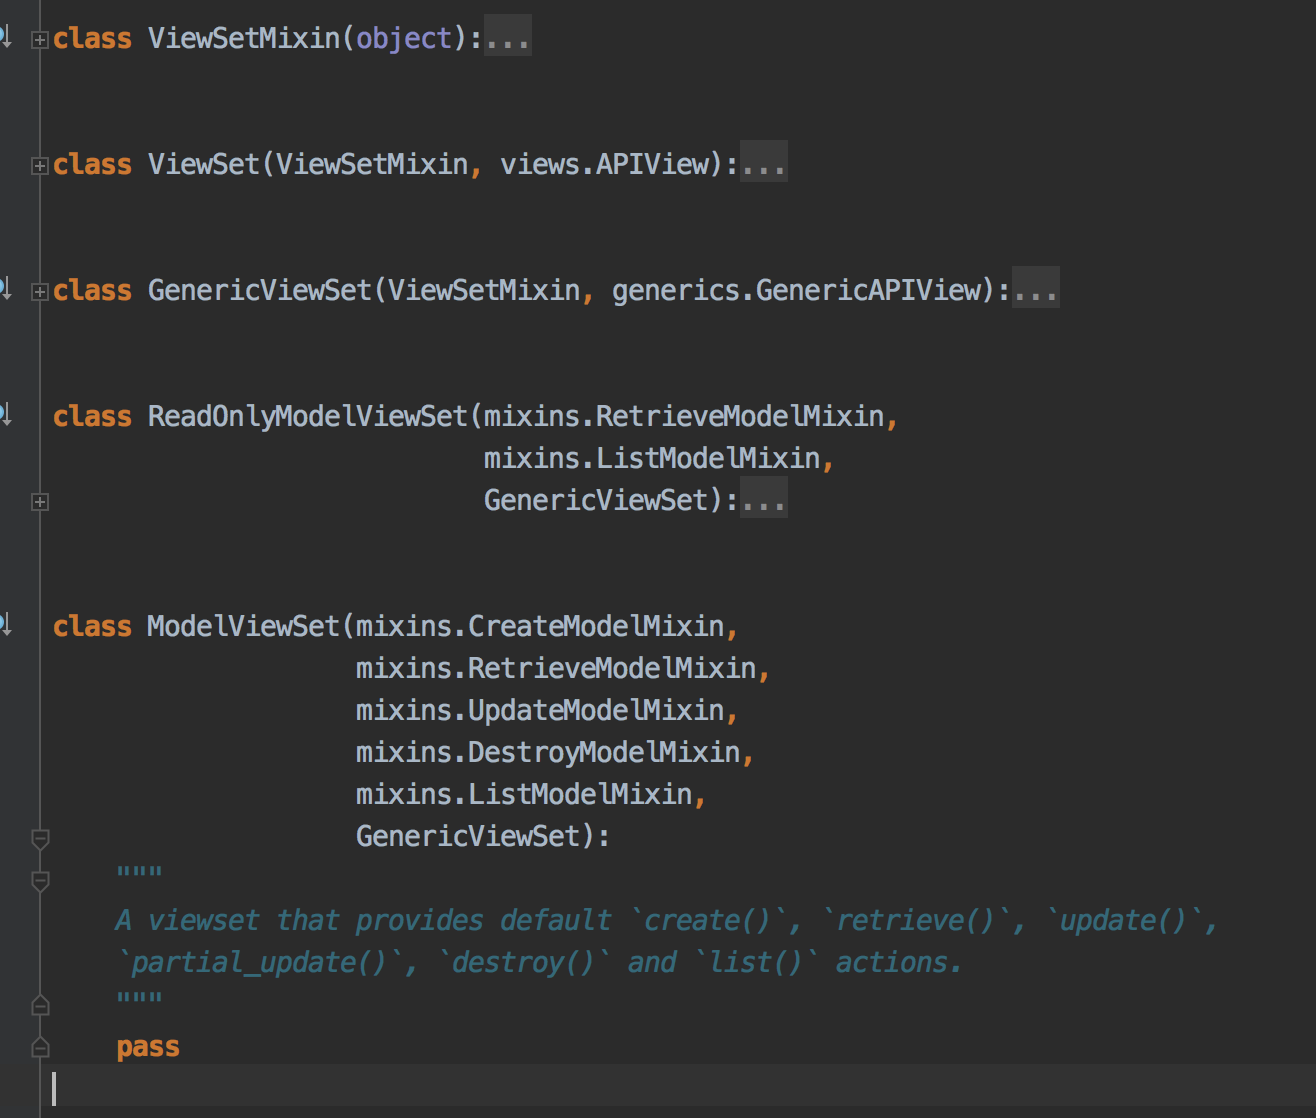 class ViewSetMixin(object):...
class ViewSet(ViewSetMixin, views.APIView):...
class GenericViewSet(ViewSetMixin, generics.GenericAPIView):...
class ReadOnlyModelViewSet(mixins.RetrieveModelMixin,
mixins.ListModelMixin,
GenericViewSet):...
class ModelViewSet(mixins.CreateModelMixin,
mixins.RetrieveModelMixin,
mixins.UpdateModelMixin,
mixins.DestroyModelMixin,
mixins.ListModelMixin,
GenericViewSet):
"""
A viewset that provides default `create()`, `retrieve()`, `update()`,
`partial_update()`, `destroy()` and `list()` actions.
"""
pass